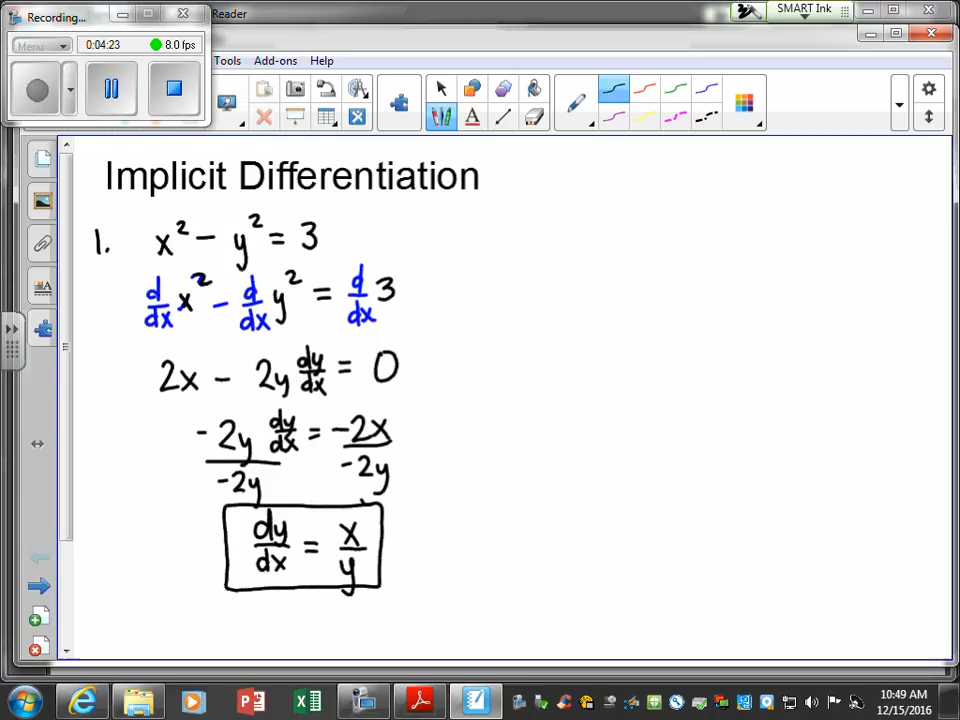 Recording...
Reader
SMART Ink
Menu
0:04:23
8.0 fps
Tools Add-ons Help
Implicit Differentiation
1. x² − y² = 3
d/dx x² − d/dx y² = d/dx 3
2x − 2y dy/dx = 0
-2y dy/dx / -2y = -2x / -2y
dy/dx = x/y
10:49 AM
12/15/2016